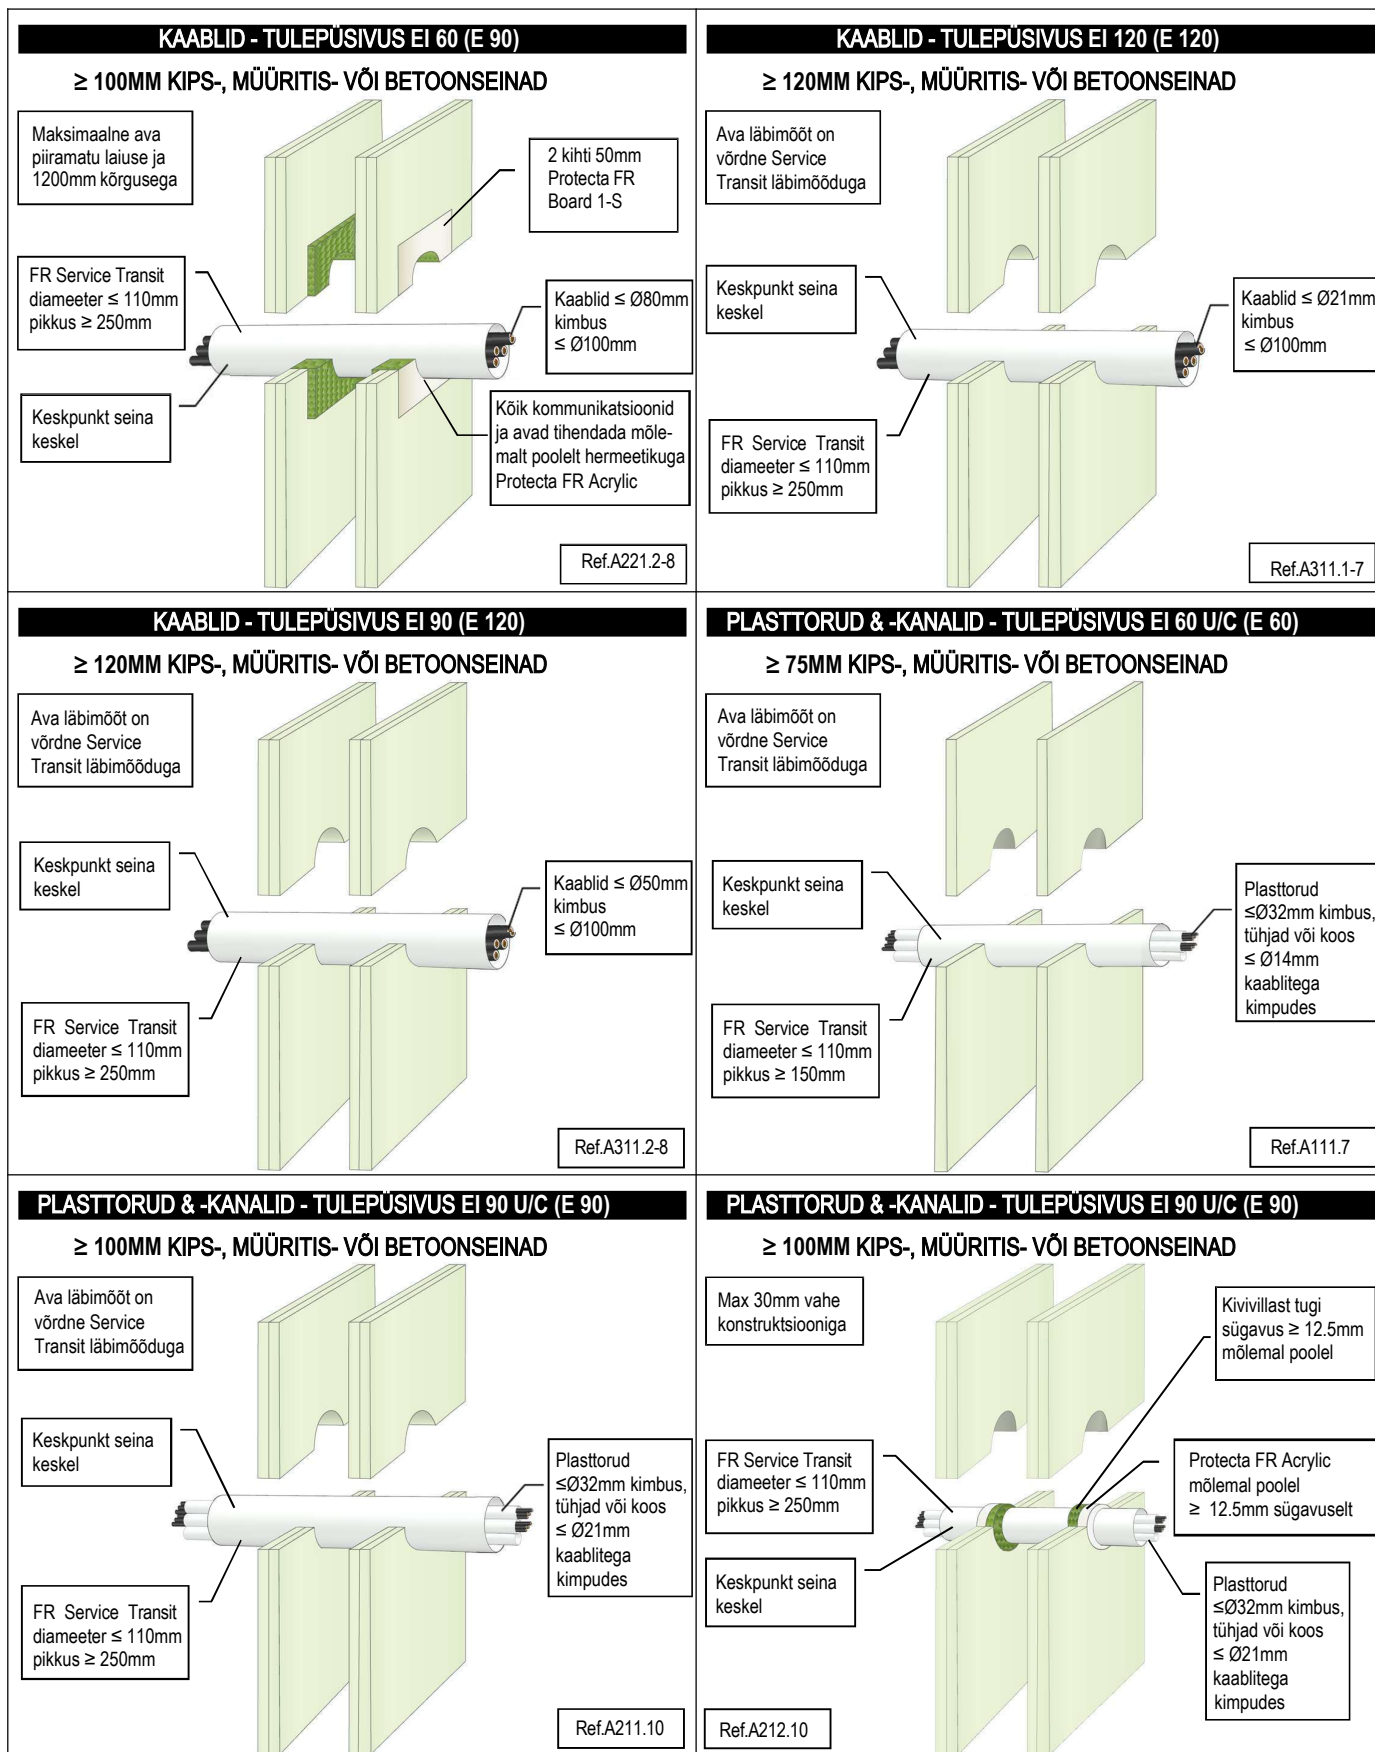 KAABLID - TULEPÜSIVUS EI 60 (E 90)
≥ 100MM KIPS-, MÜÜRITIS- VÕI BETOONSEINAD
Maksimaalne ava
piiramatu laiuse ja
1200mm kõrgusega
2 kihti 50mm
Protecta FR
Board 1-S
FR Service Transit
diameeter ≤ 110mm
pikkus ≥ 250mm
Kaablid ≤ Ø80mm
kimbus
≤ Ø100mm
Keskpunkt seina
keskel
Kõik kommunikatsioonid
ja avad tihendada mõle-
malt poolelt hermeetikuga
Protecta FR Acrylic
Ref.A221.2-8
KAABLID - TULEPÜSIVUS EI 120 (E 120)
≥ 120MM KIPS-, MÜÜRITIS- VÕI BETOONSEINAD
Ava läbimõõt on
võrdne Service
Transit läbimõõduga
Keskpunkt seina
keskel
Kaablid ≤ Ø21mm
kimbus
≤ Ø100mm
FR Service Transit
diameeter ≤ 110mm
pikkus ≥ 250mm
Ref.A311.1-7
KAABLID - TULEPÜSIVUS EI 90 (E 120)
≥ 120MM KIPS-, MÜÜRITIS- VÕI BETOONSEINAD
Ava läbimõõt on
võrdne Service
Transit läbimõõduga
Keskpunkt seina
keskel
Kaablid ≤ Ø50mm
kimbus
≤ Ø100mm
FR Service Transit
diameeter ≤ 110mm
pikkus ≥ 250mm
Ref.A311.2-8
PLASTTORUD & -KANALID - TULEPÜSIVUS EI 60 U/C (E 60)
≥ 75MM KIPS-, MÜÜRITIS- VÕI BETOONSEINAD
Ava läbimõõt on
võrdne Service
Transit läbimõõduga
Keskpunkt seina
keskel
Plasttorud
≤Ø32mm kimbus,
tühjad või koos
≤ Ø14mm
kaablitega
kimpudes
FR Service Transit
diameeter ≤ 110mm
pikkus ≥ 150mm
Ref.A111.7
PLASTTORUD & -KANALID - TULEPÜSIVUS EI 90 U/C (E 90)
≥ 100MM KIPS-, MÜÜRITIS- VÕI BETOONSEINAD
Ava läbimõõt on
võrdne Service
Transit läbimõõduga
Keskpunkt seina
keskel
Plasttorud
≤Ø32mm kimbus,
tühjad või koos
≤ Ø21mm
kaablitega
kimpudes
FR Service Transit
diameeter ≤ 110mm
pikkus ≥ 250mm
Ref.A211.10
PLASTTORUD & -KANALID - TULEPÜSIVUS EI 90 U/C (E 90)
≥ 100MM KIPS-, MÜÜRITIS- VÕI BETOONSEINAD
Max 30mm vahe
konstruktsiooniga
Kivivillast tugi
sügavus ≥ 12.5mm
mõlemal poolel
FR Service Transit
diameeter ≤ 110mm
pikkus ≥ 250mm
Protecta FR Acrylic
mõlemal poolel
≥ 12.5mm sügavuselt
Keskpunkt seina
keskel
Plasttorud
≤Ø32mm kimbus,
tühjad või koos
≤ Ø21mm
kaablitega
kimpudes
Ref.A212.10